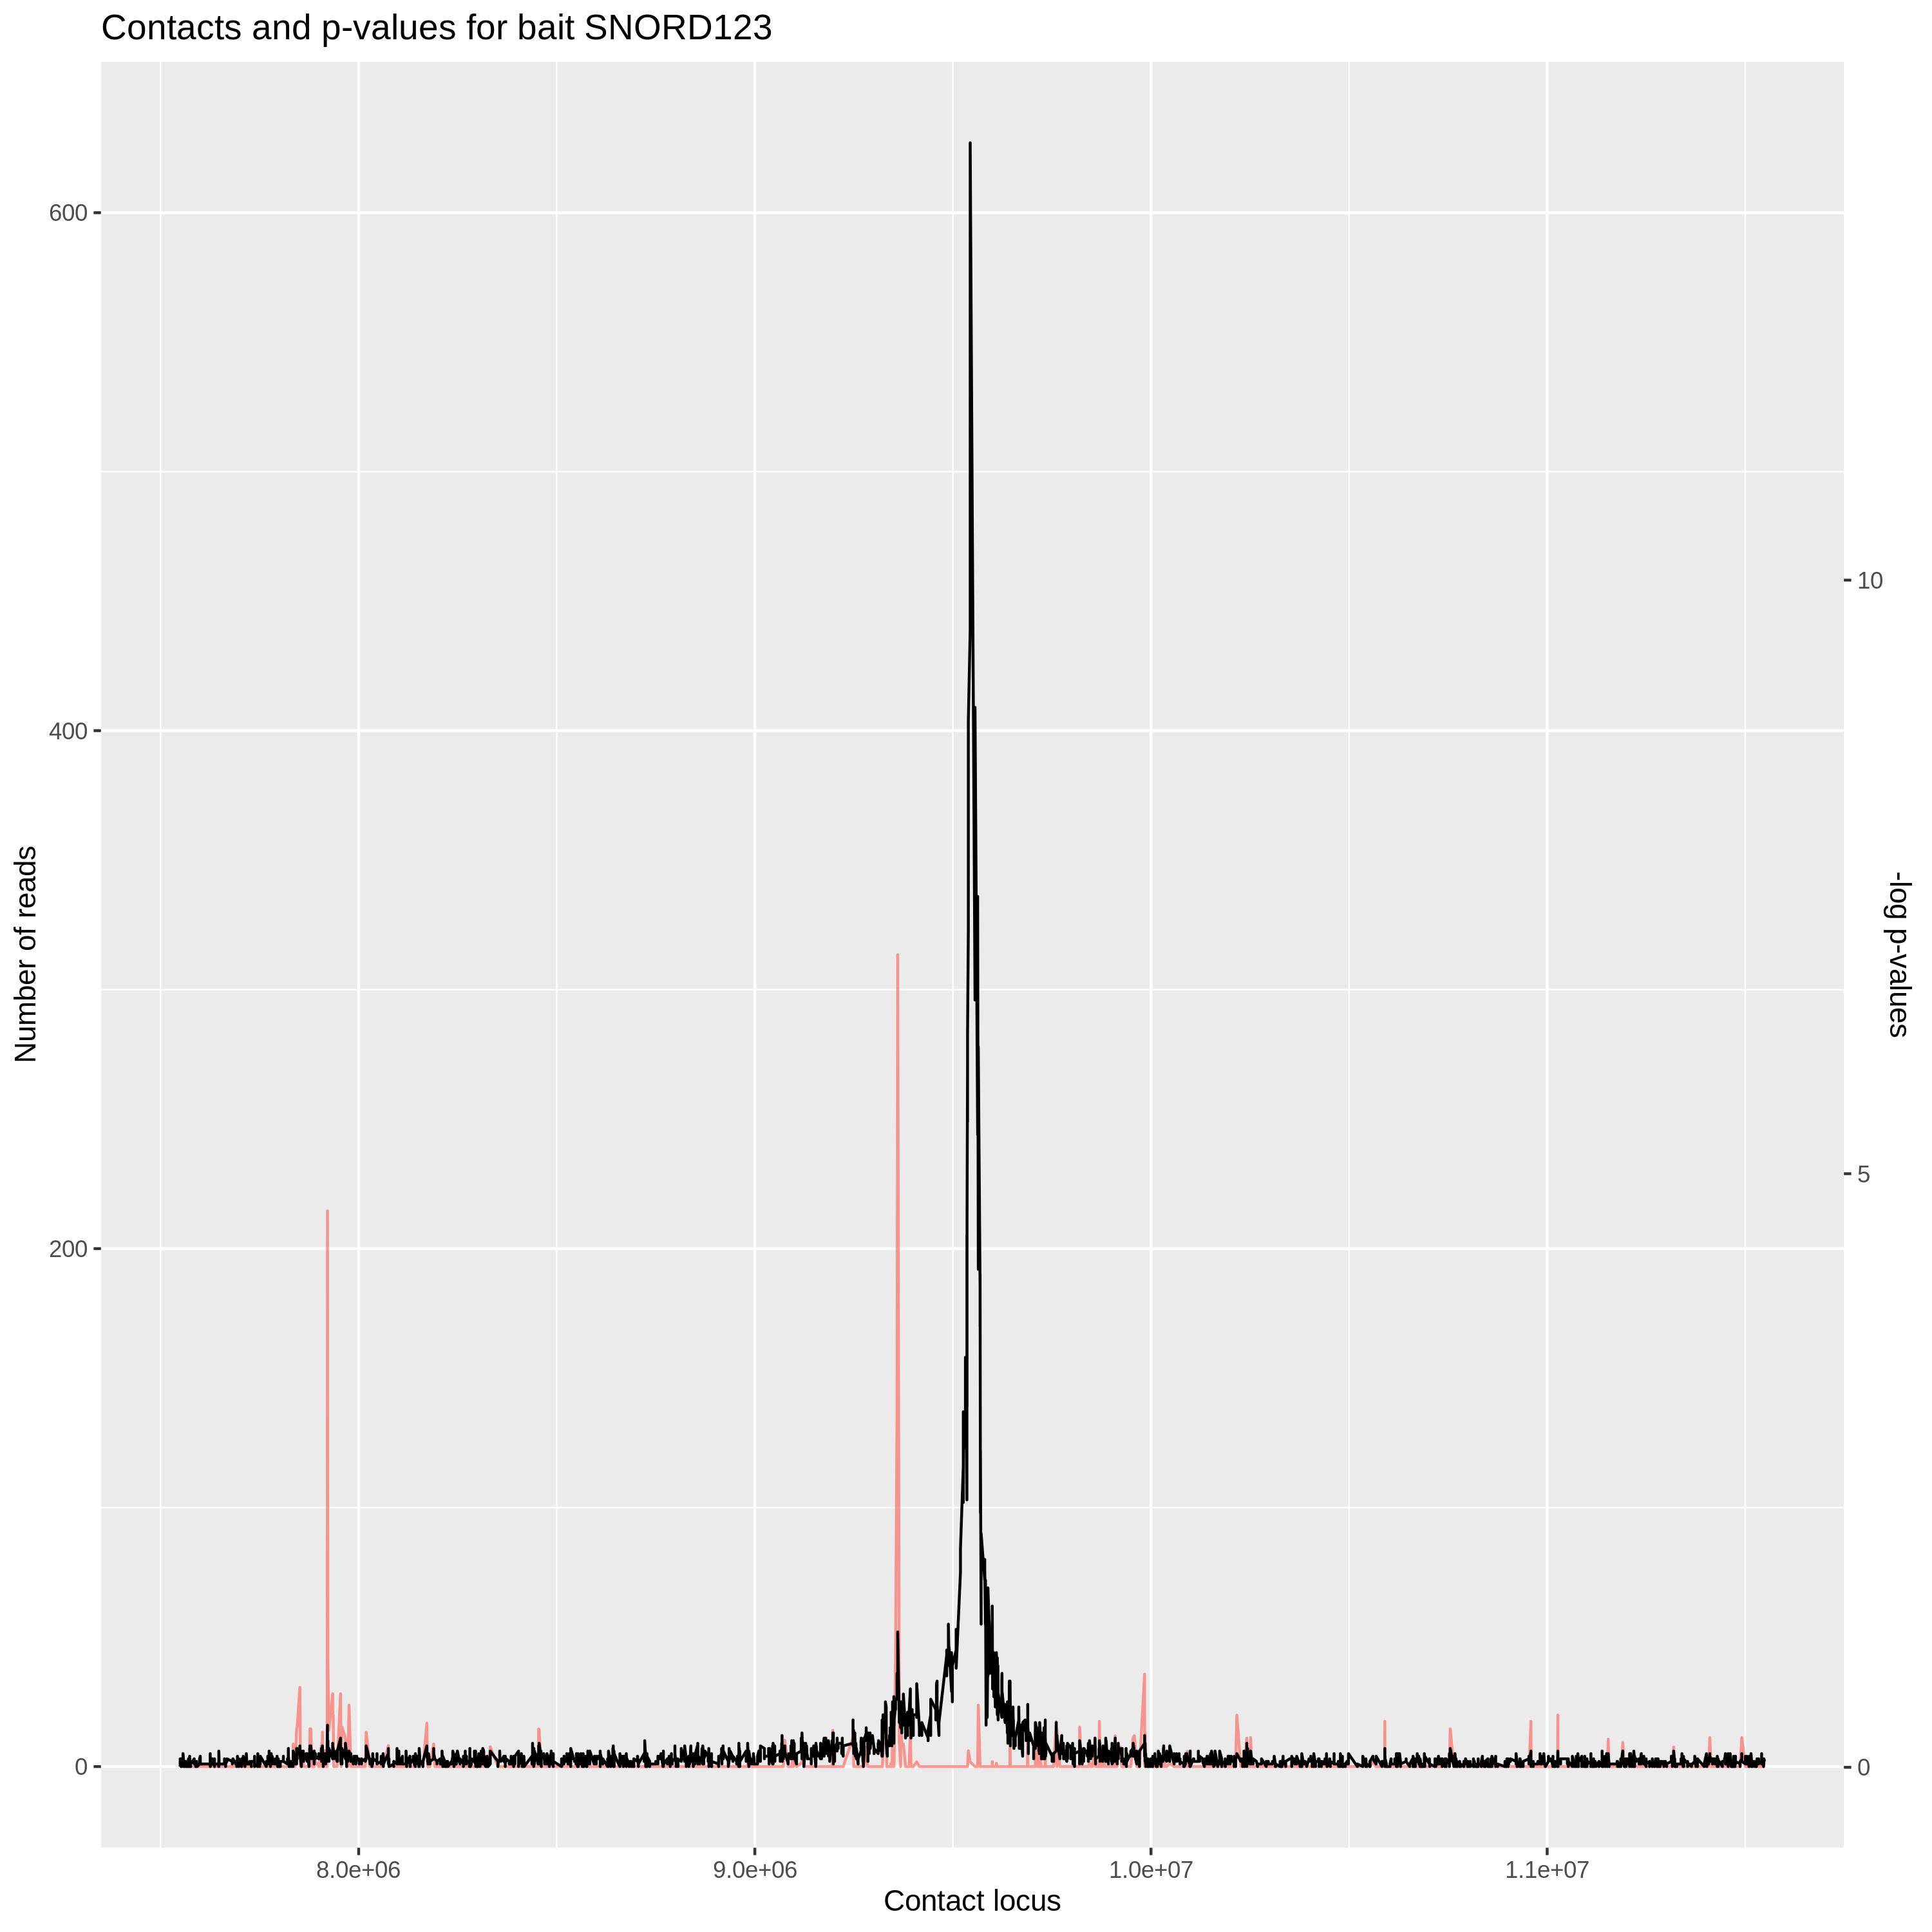 Contacts and p-values for bait SNORD123
600
400
200
0
Number of reads
10
5
0
-log p-values
8.0e+06 9.0e+06 1.0e+07 1.1e+07
Contact locus